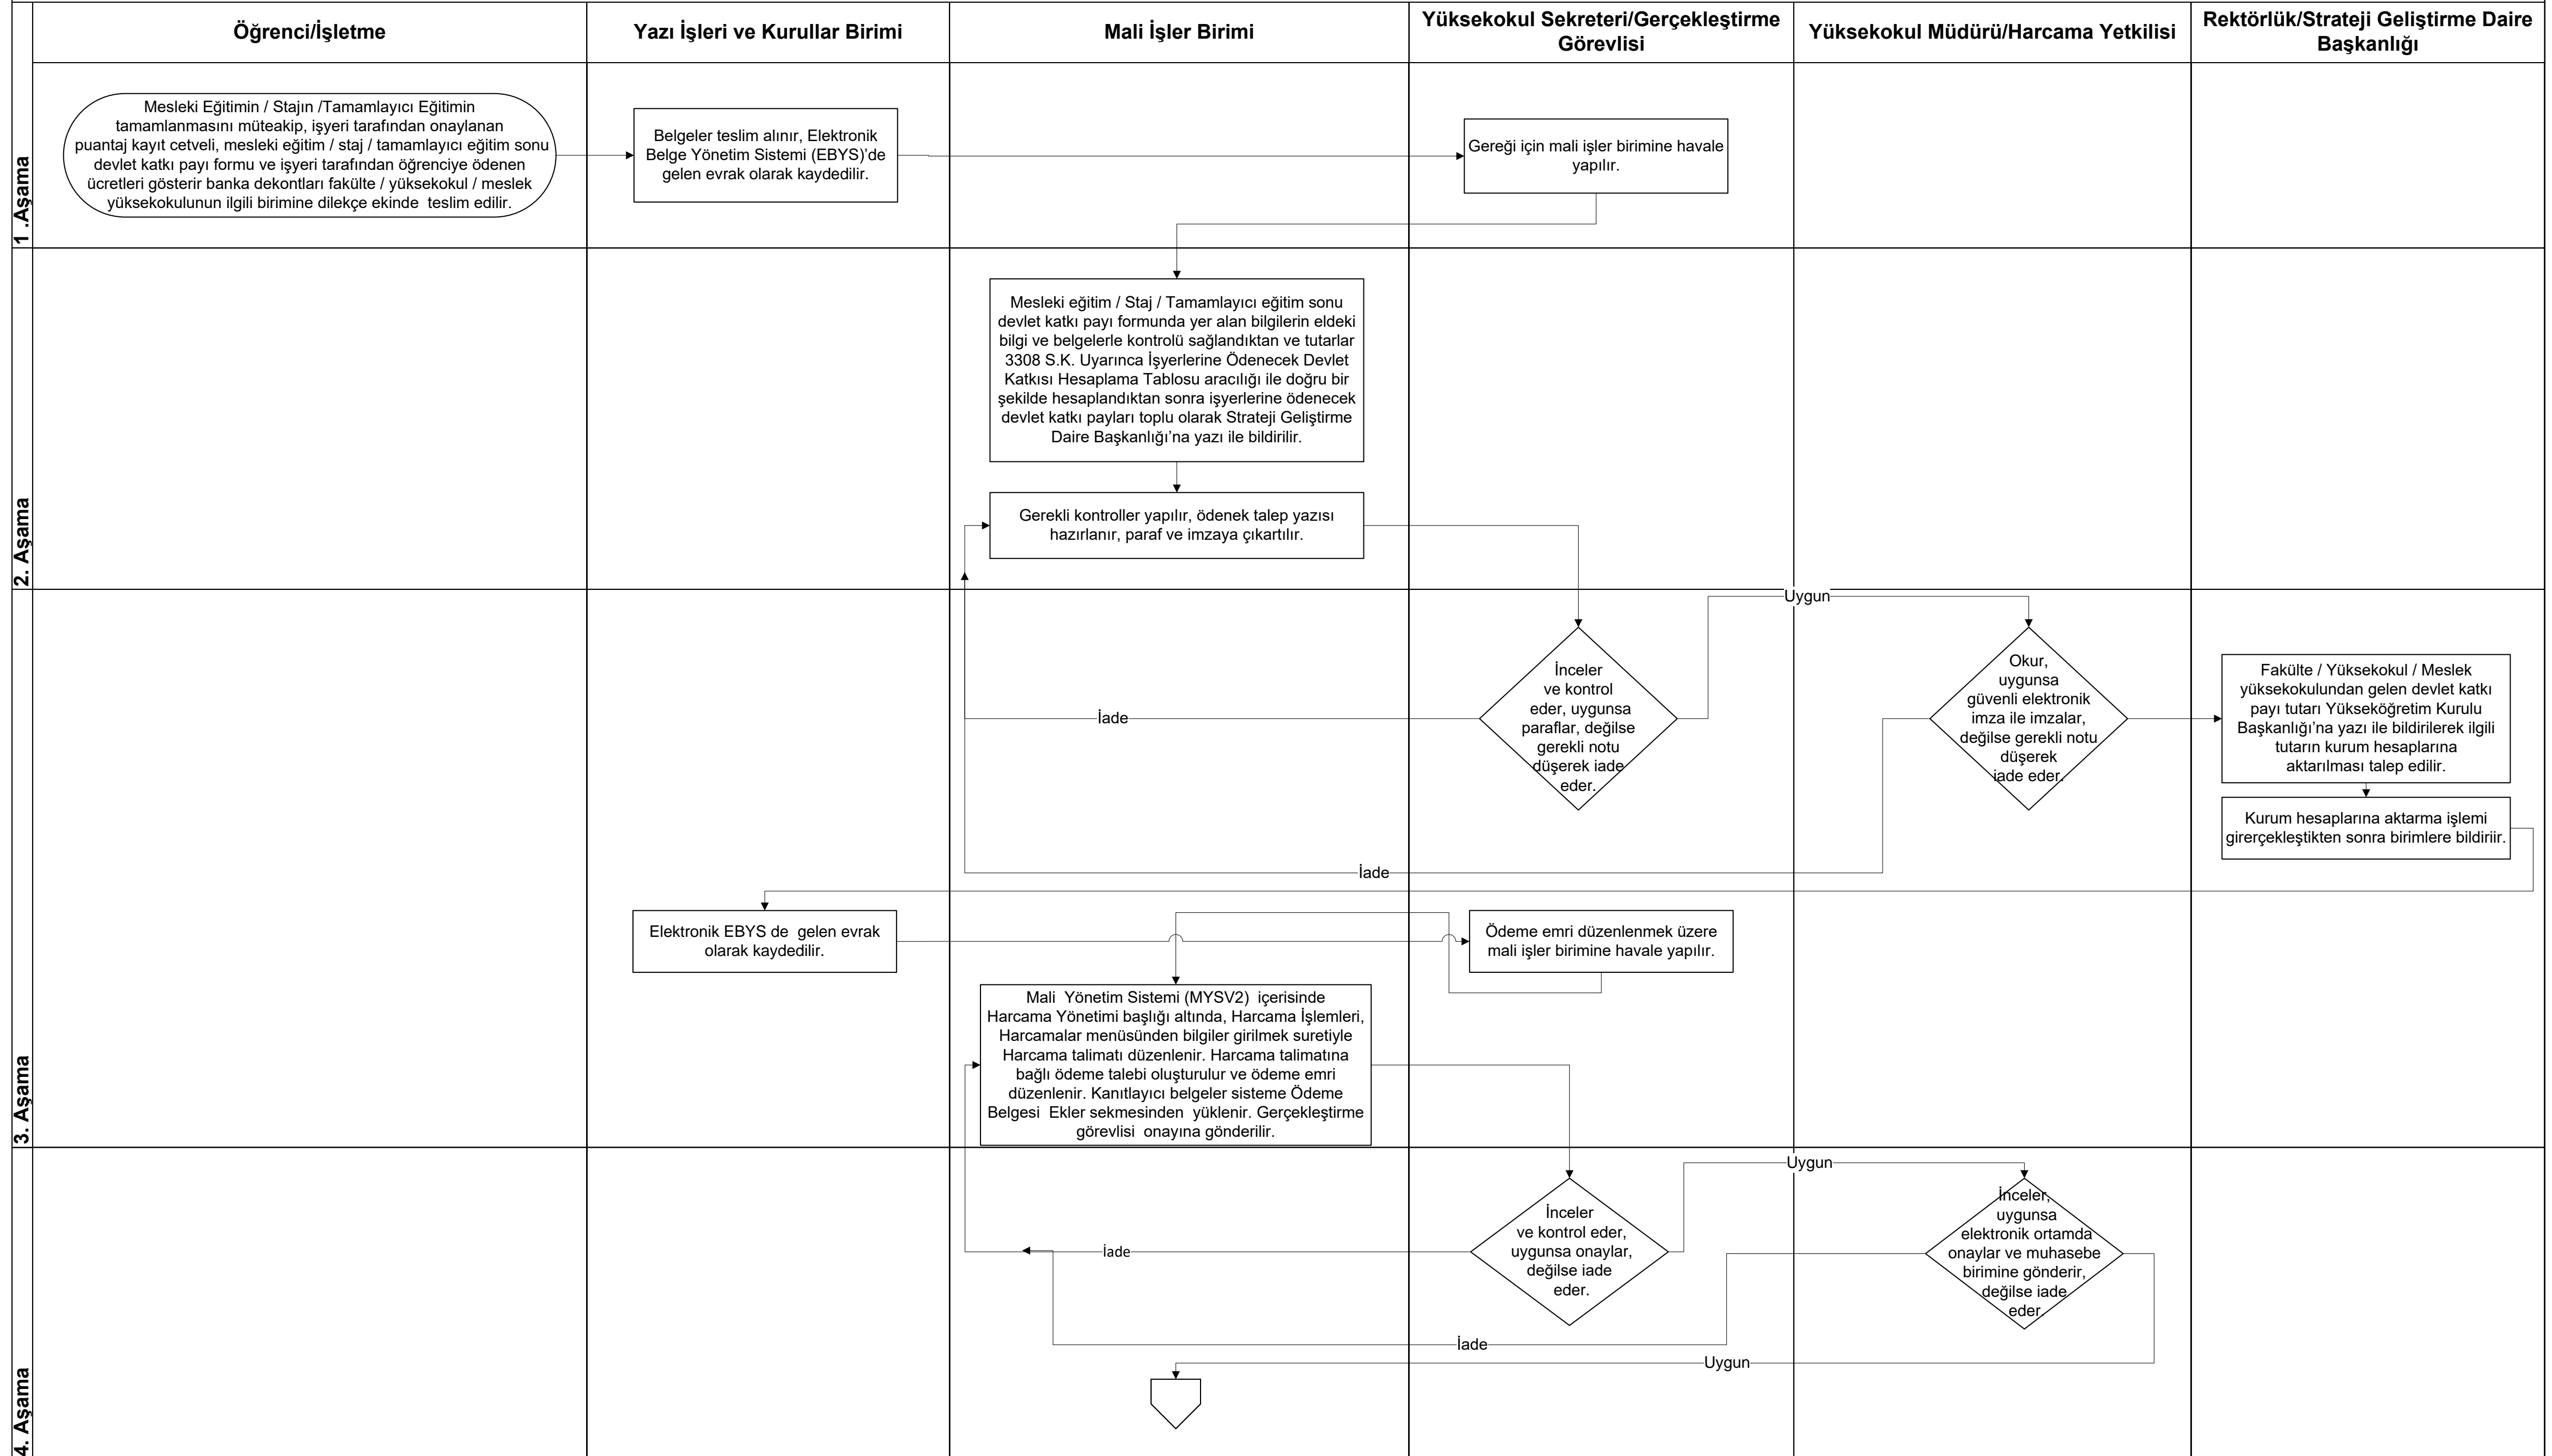 Öğrenci/İşletme
Yazı İşleri ve Kurullar Birimi
Mali İşler Birimi
Yüksekokul Sekreteri/Gerçekleştirme
Görevlisi
Yüksekokul Müdürü/Harcama Yetkilisi
Rektörlük/Strateji Geliştirme Daire
Başkanlığı
1 .Aşama
Mesleki Eğitimin / Stajın /Tamamlayıcı Eğitimin
tamamlanmasını müteakip, işyeri tarafından onaylanan
puantaj kayıt cetveli, mesleki eğitim / staj / tamamlayıcı eğitim sonu
devlet katkı payı formu ve işyeri tarafından öğrenciye ödenen
ücretleri gösterir banka dekontları fakülte / yüksekokul / meslek
yüksekokulunun ilgili birimine dilekçe ekinde  teslim edilir.
Belgeler teslim alınır, Elektronik
Belge Yönetim Sistemi (EBYS)’de
gelen evrak olarak kaydedilir.
Gereği için mali işler birimine havale
yapılır.
2. Aşama
Mesleki eğitim / Staj / Tamamlayıcı eğitim sonu
devlet katkı payı formunda yer alan bilgilerin eldeki
bilgi ve belgelerle kontrolü sağlandıktan ve tutarlar
3308 S.K. Uyarınca İşyerlerine Ödenecek Devlet
Katkısı Hesaplama Tablosu aracılığı ile doğru bir
şekilde hesaplandıktan sonra işyerlerine ödenecek
devlet katkı payları toplu olarak Strateji Geliştirme
Daire Başkanlığı’na yazı ile bildirilir.
Gerekli kontroller yapılır, ödenek talep yazısı
hazırlanır, paraf ve imzaya çıkartılır.
3. Aşama
Uygun
İnceler
ve kontrol
eder, uygunsa
paraflar, değilse
gerekli notu
düşerek iade
eder.
İade
Okur,
uygunsa
güvenli elektronik
imza ile imzalar,
değilse gerekli notu
düşerek
iade eder.
Fakülte / Yüksekokul / Meslek
yüksekokulundan gelen devlet katkı
payı tutarı Yükseköğretim Kurulu
Başkanlığı’na yazı ile bildirilerek ilgili
tutarın kurum hesaplarına
aktarılması talep edilir.
Kurum hesaplarına aktarma işlemi
girerçekleştikten sonra birimlere bildiriir.
İade
Elektronik EBYS de  gelen evrak
olarak kaydedilir.
Ödeme emri düzenlenmek üzere
mali işler birimine havale yapılır.
Mali  Yönetim Sistemi (MYSV2)  içerisinde
Harcama Yönetimi başlığı altında, Harcama İşlemleri,
Harcamalar menüsünden bilgiler girilmek suretiyle
Harcama talimatı düzenlenir. Harcama talimatına
bağlı ödeme talebi oluşturulur ve ödeme emri
düzenlenir. Kanıtlayıcı belgeler sisteme Ödeme
Belgesi  Ekler sekmesinden  yüklenir. Gerçekleştirme
görevlisi  onayına gönderilir.
4. Aşama
Uygun
İnceler
ve kontrol eder,
uygunsa onaylar,
değilse iade
eder.
İade
İnceler,
uygunsa
elektronik ortamda
onaylar ve muhasebe
birimine gönderir,
değilse iade
eder
İade
Uygun